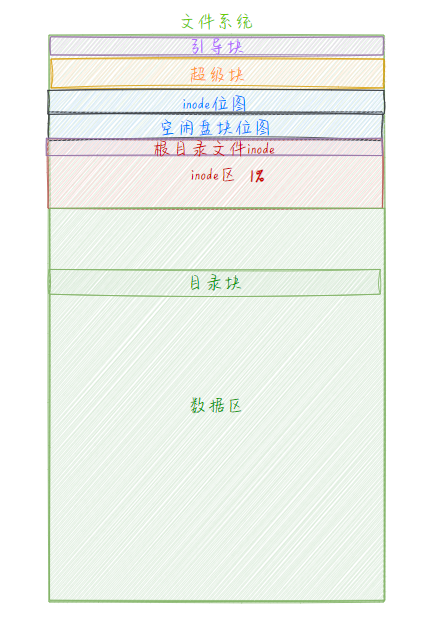 文件系统
引导块
超级块
inode位图
空闲盘块位图
根目录文件inode
inode区 1%
目录块
数据区